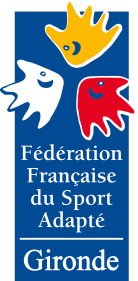 Fédération
Française
du Sport
Adapté
Gironde